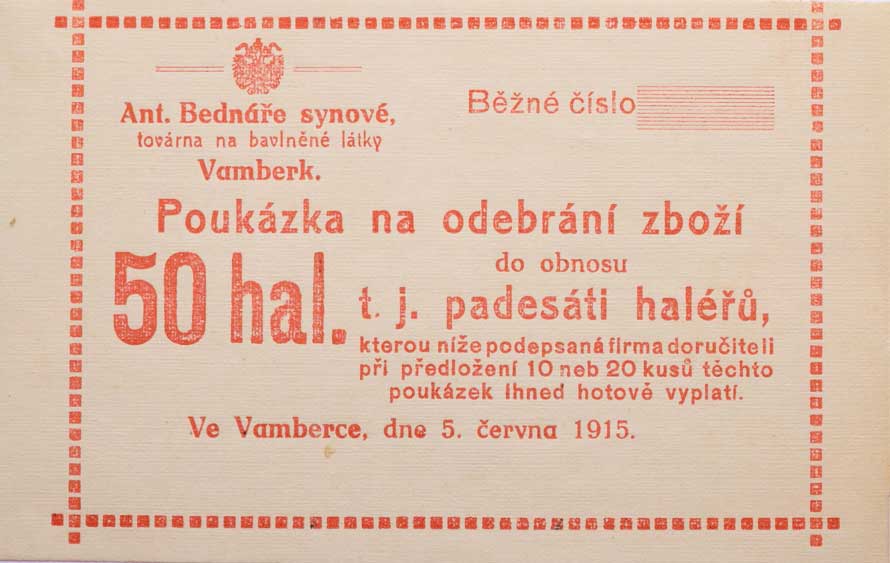 Ant. Bednáře synové,
továrna na bavlněné látky
Vamberk.
Běžné číslo
Poukázka na odebrání zboží
50 hal.
do obnosu
t. j. padesáti haléřů,
kterou níže podepsaná firma doručiteli
při předložení 10 neb 20 kusů těchto
poukázek ihned hotově vyplatí.
Ve Vamberce, dne 5. června 1915.